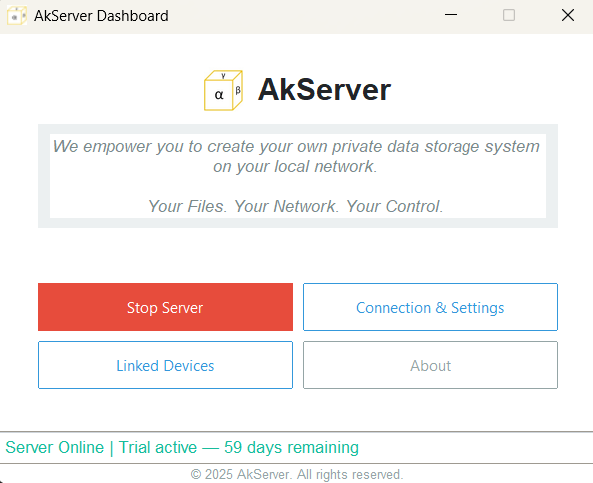 AkServer Dashboard
γ
α
β
AkServer
We empower you to create your own private data storage system
on your local network.
Your Files. Your Network. Your Control.
Stop Server
Connection & Settings
Linked Devices
About
Server Online | Trial active — 59 days remaining
© 2025 AkServer. All rights reserved.